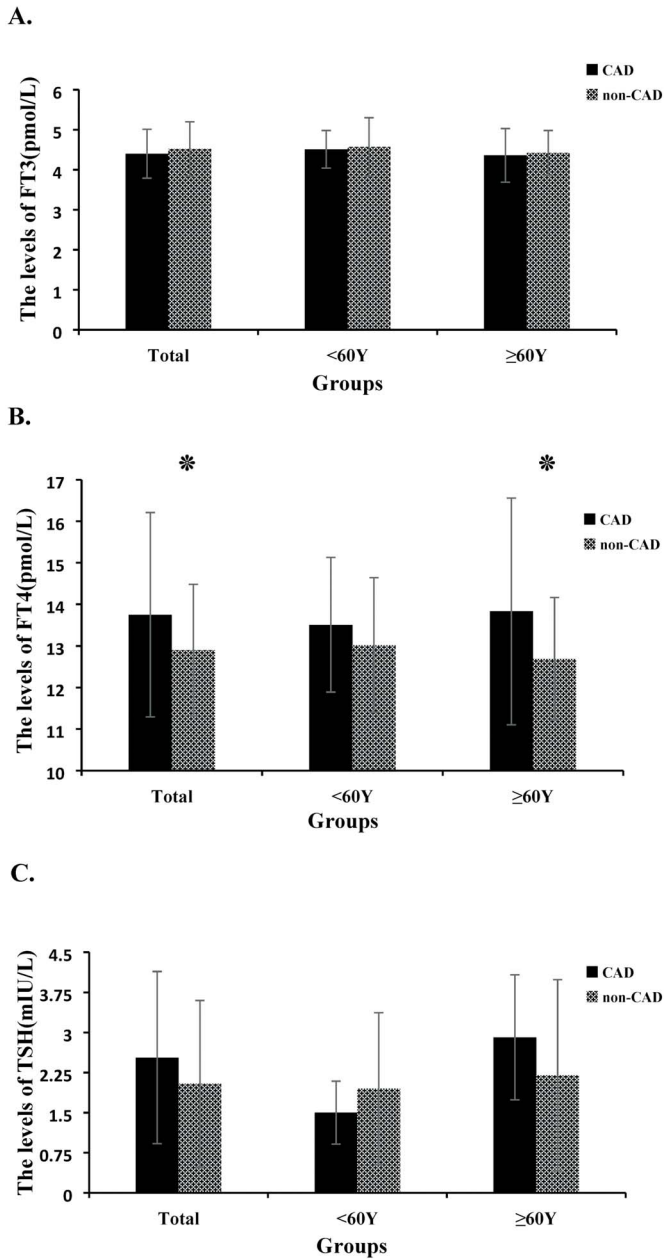 A.
CAD
non-CAD
The levels of FT3(pmol/L)
6
5
4
3
2
1
0
Total <60Y ≥60Y
Groups
B.
*
*
CAD
non-CAD
The levels of FT4(pmol/L)
17
16
15
14
13
12
11
10
Total <60Y ≥60Y
Groups
C.
CAD
non-CAD
The levels of TSH(mIU/L)
4.5
3.75
3
2.25
1.5
0.75
0
Total <60Y ≥60Y
Groups